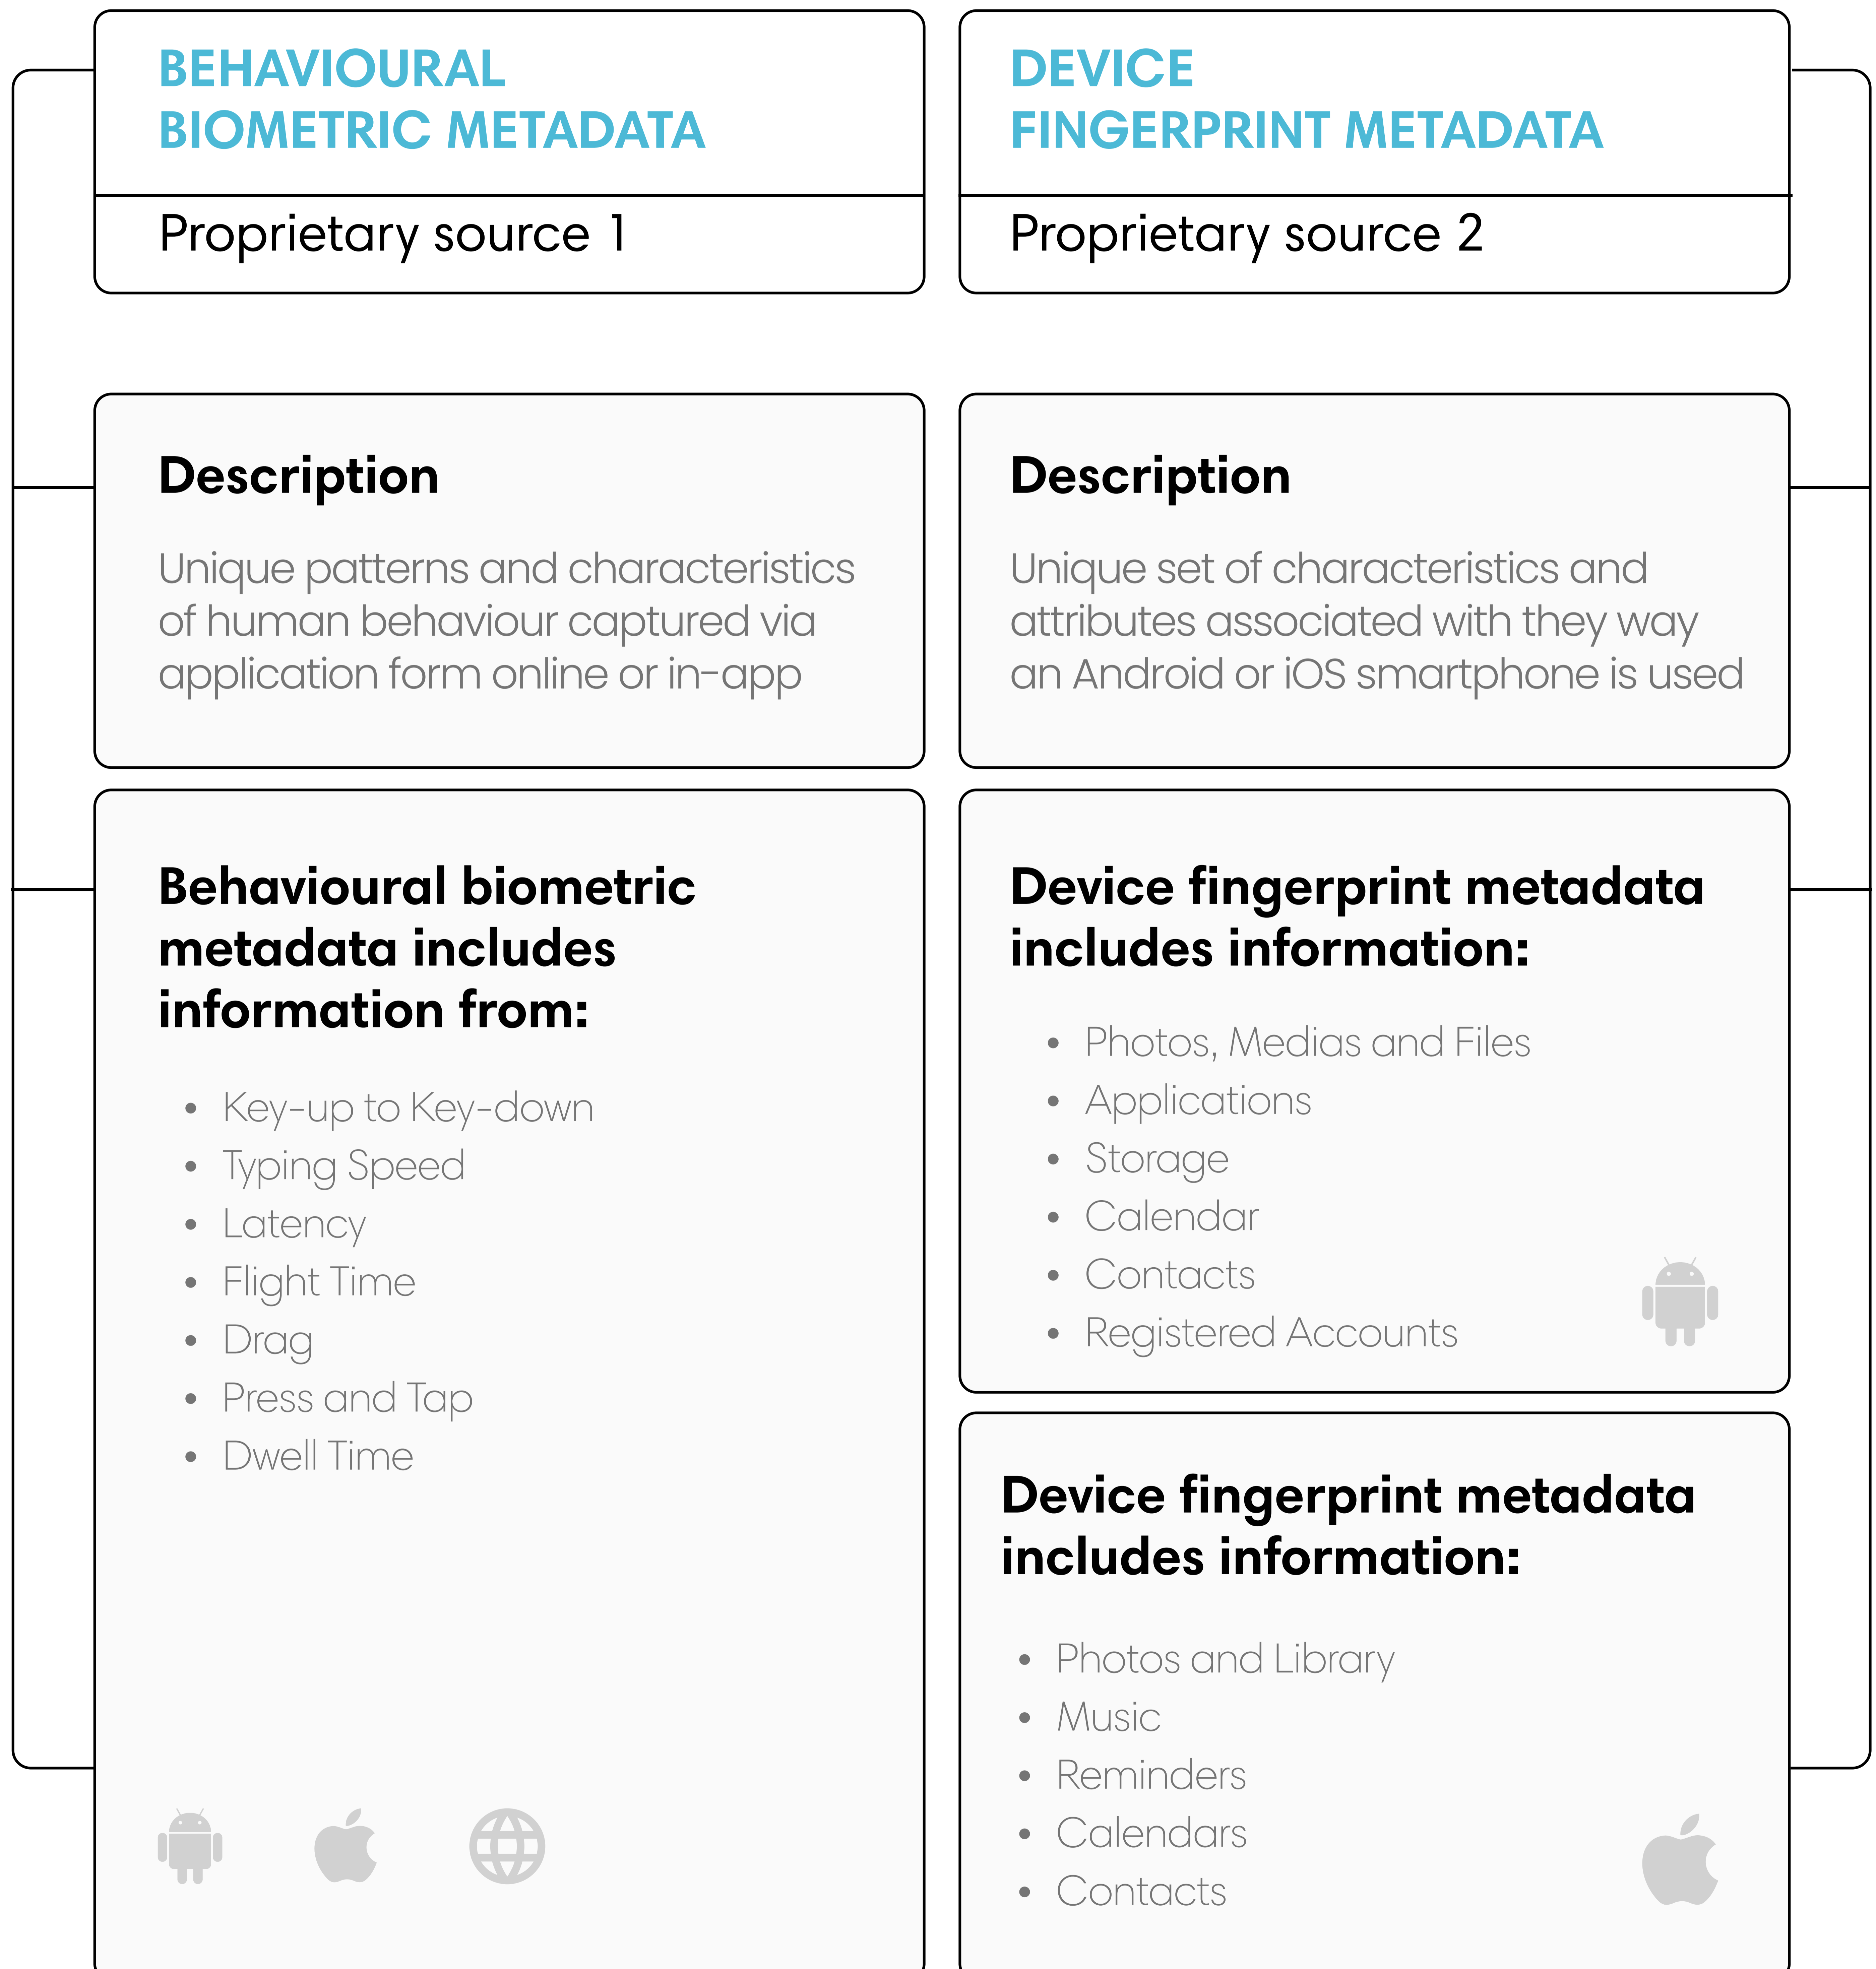 BEHAVIOURAL
BIOMETRIC METADATA
Proprietary source 1
Description
Unique patterns and characteristics
of human behaviour captured via
application form online or in-app
Behavioural biometric
metadata includes
information from:
• Key-up to Key-down
• Typing Speed
• Latency
• Flight Time
• Drag
• Press and Tap
• Dwell Time
DEVICE
FINGERPRINT METADATA
Proprietary source 2
Description
Unique set of characteristics and
attributes associated with they way
an Android or iOS smartphone is used
Device fingerprint metadata
includes information:
• Photos, Medias and Files
• Applications
• Storage
• Calendar
• Contacts
• Registered Accounts
Device fingerprint metadata
includes information:
• Photos and Library
• Music
• Reminders
• Calendars
• Contacts